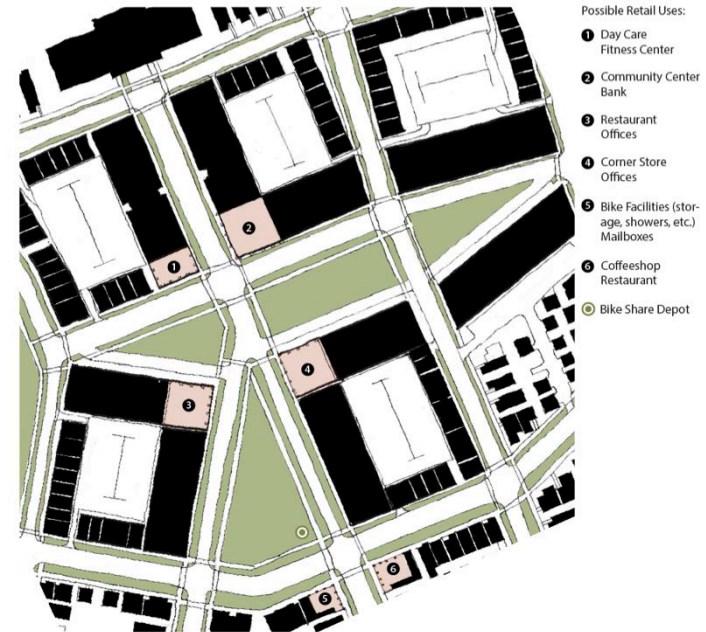 Possible Retail Uses:
1 Day Care
Fitness Center
2 Community Center
Bank
3 Restaurant
Offices
4 Corner Store
Offices
5 Bike Facilities (stor-
age, showers, etc.)
Mailboxes
6 Coffeeshop
Restaurant
Bike Share Depot
2
1
4
3
6
5